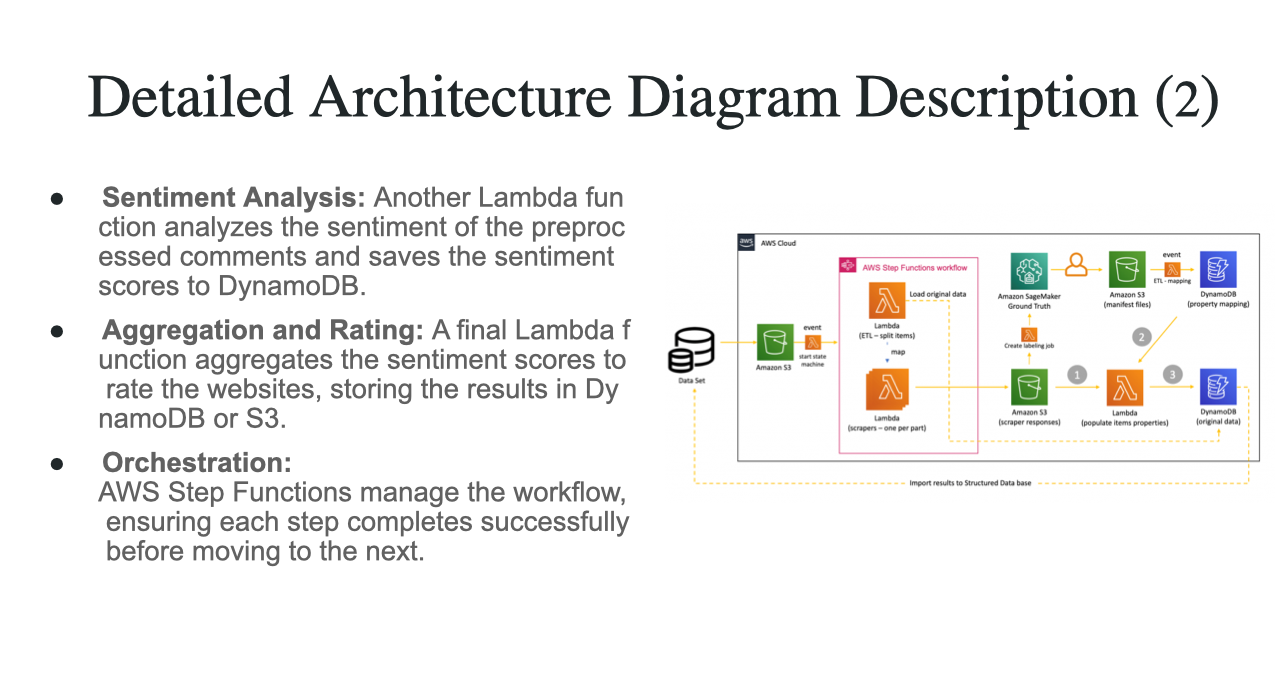 Detailed Architecture Diagram Description (2)
● Sentiment Analysis: Another Lambda fun
ction analyzes the sentiment of the preproc
essed comments and saves the sentiment
scores to DynamoDB.
● Aggregation and Rating: A final Lambda f
unction aggregates the sentiment scores to
rate the websites, storing the results in Dy
namoDB or S3.
● Orchestration:
AWS Step Functions manage the workflow,
ensuring each step completes successfully
before moving to the next.
aws
AWS Cloud
Data Set
Amazon S3
event
start state
machine
AWS Step Functions workflow
Load original data
Lambda
(ETL – split items)
map
Lambda
(scrapers – one per part)
Amazon SageMaker
Ground Truth
Create labeling job
Amazon S3
(manifest files)
event
ETL - mapping
DynamoDB
(property mapping)
2
Amazon S3
(scraper responses)
1
Lambda
(populate items properties)
3
DynamoDB
(original data)
Import results to Structured Data base